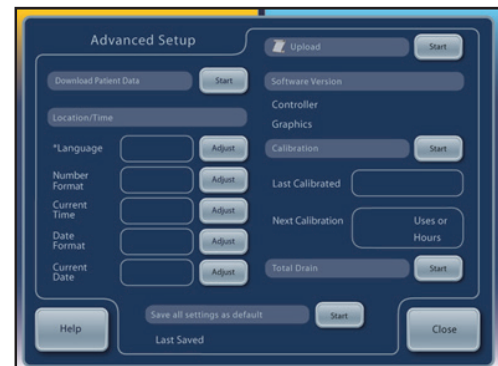 Advanced Setup
Upload
Start
Download Patient Data
Start
Software Version
Controller
Graphics
Location/Time
*Language
Adjust
Number
Format
Adjust
Current
Time
Adjust
Date
Format
Adjust
Current
Date
Adjust
Calibration
Start
Last Calibrated
Next Calibration
Uses or
Hours
Total Drain
Start
Save all settings as default
Start
Last Saved
Help
Close